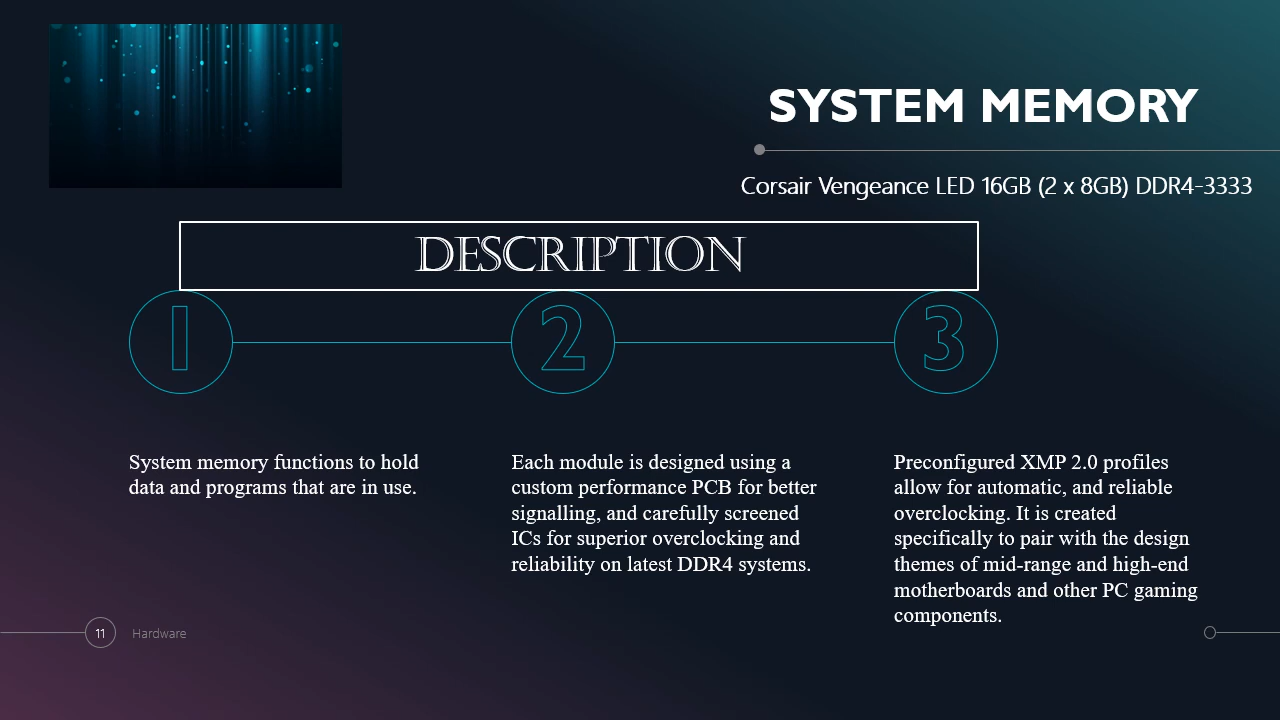 SYSTEM MEMORY
Corsair Vengeance LED 16GB (2 x 8GB) DDR4-3333
DESCRIPTION
1
2
3
System memory functions to hold
data and programs that are in use.
Each module is designed using a
custom performance PCB for better
signalling, and carefully screened
ICs for superior overclocking and
reliability on latest DDR4 systems.
Preconfigured XMP 2.0 profiles
allow for automatic, and reliable
overclocking. It is created
specifically to pair with the design
themes of mid-range and high-end
motherboards and other PC gaming
components.
11
Hardware